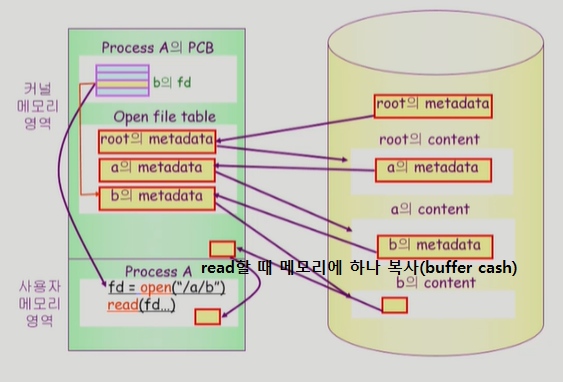 Process A의 PCB
b의 fd
커널
메모리
영역
Open file table
root의 metadata
a의 metadata
b의 metadata
root의 metadata
root의 content
a의 metadata
a의 content
b의 metadata
read할 때 메모리에 하나 복사(buffer cash)
b의 content
사용자
메모리
영역
Process A
fd = open("/a/b")
read(fd...)